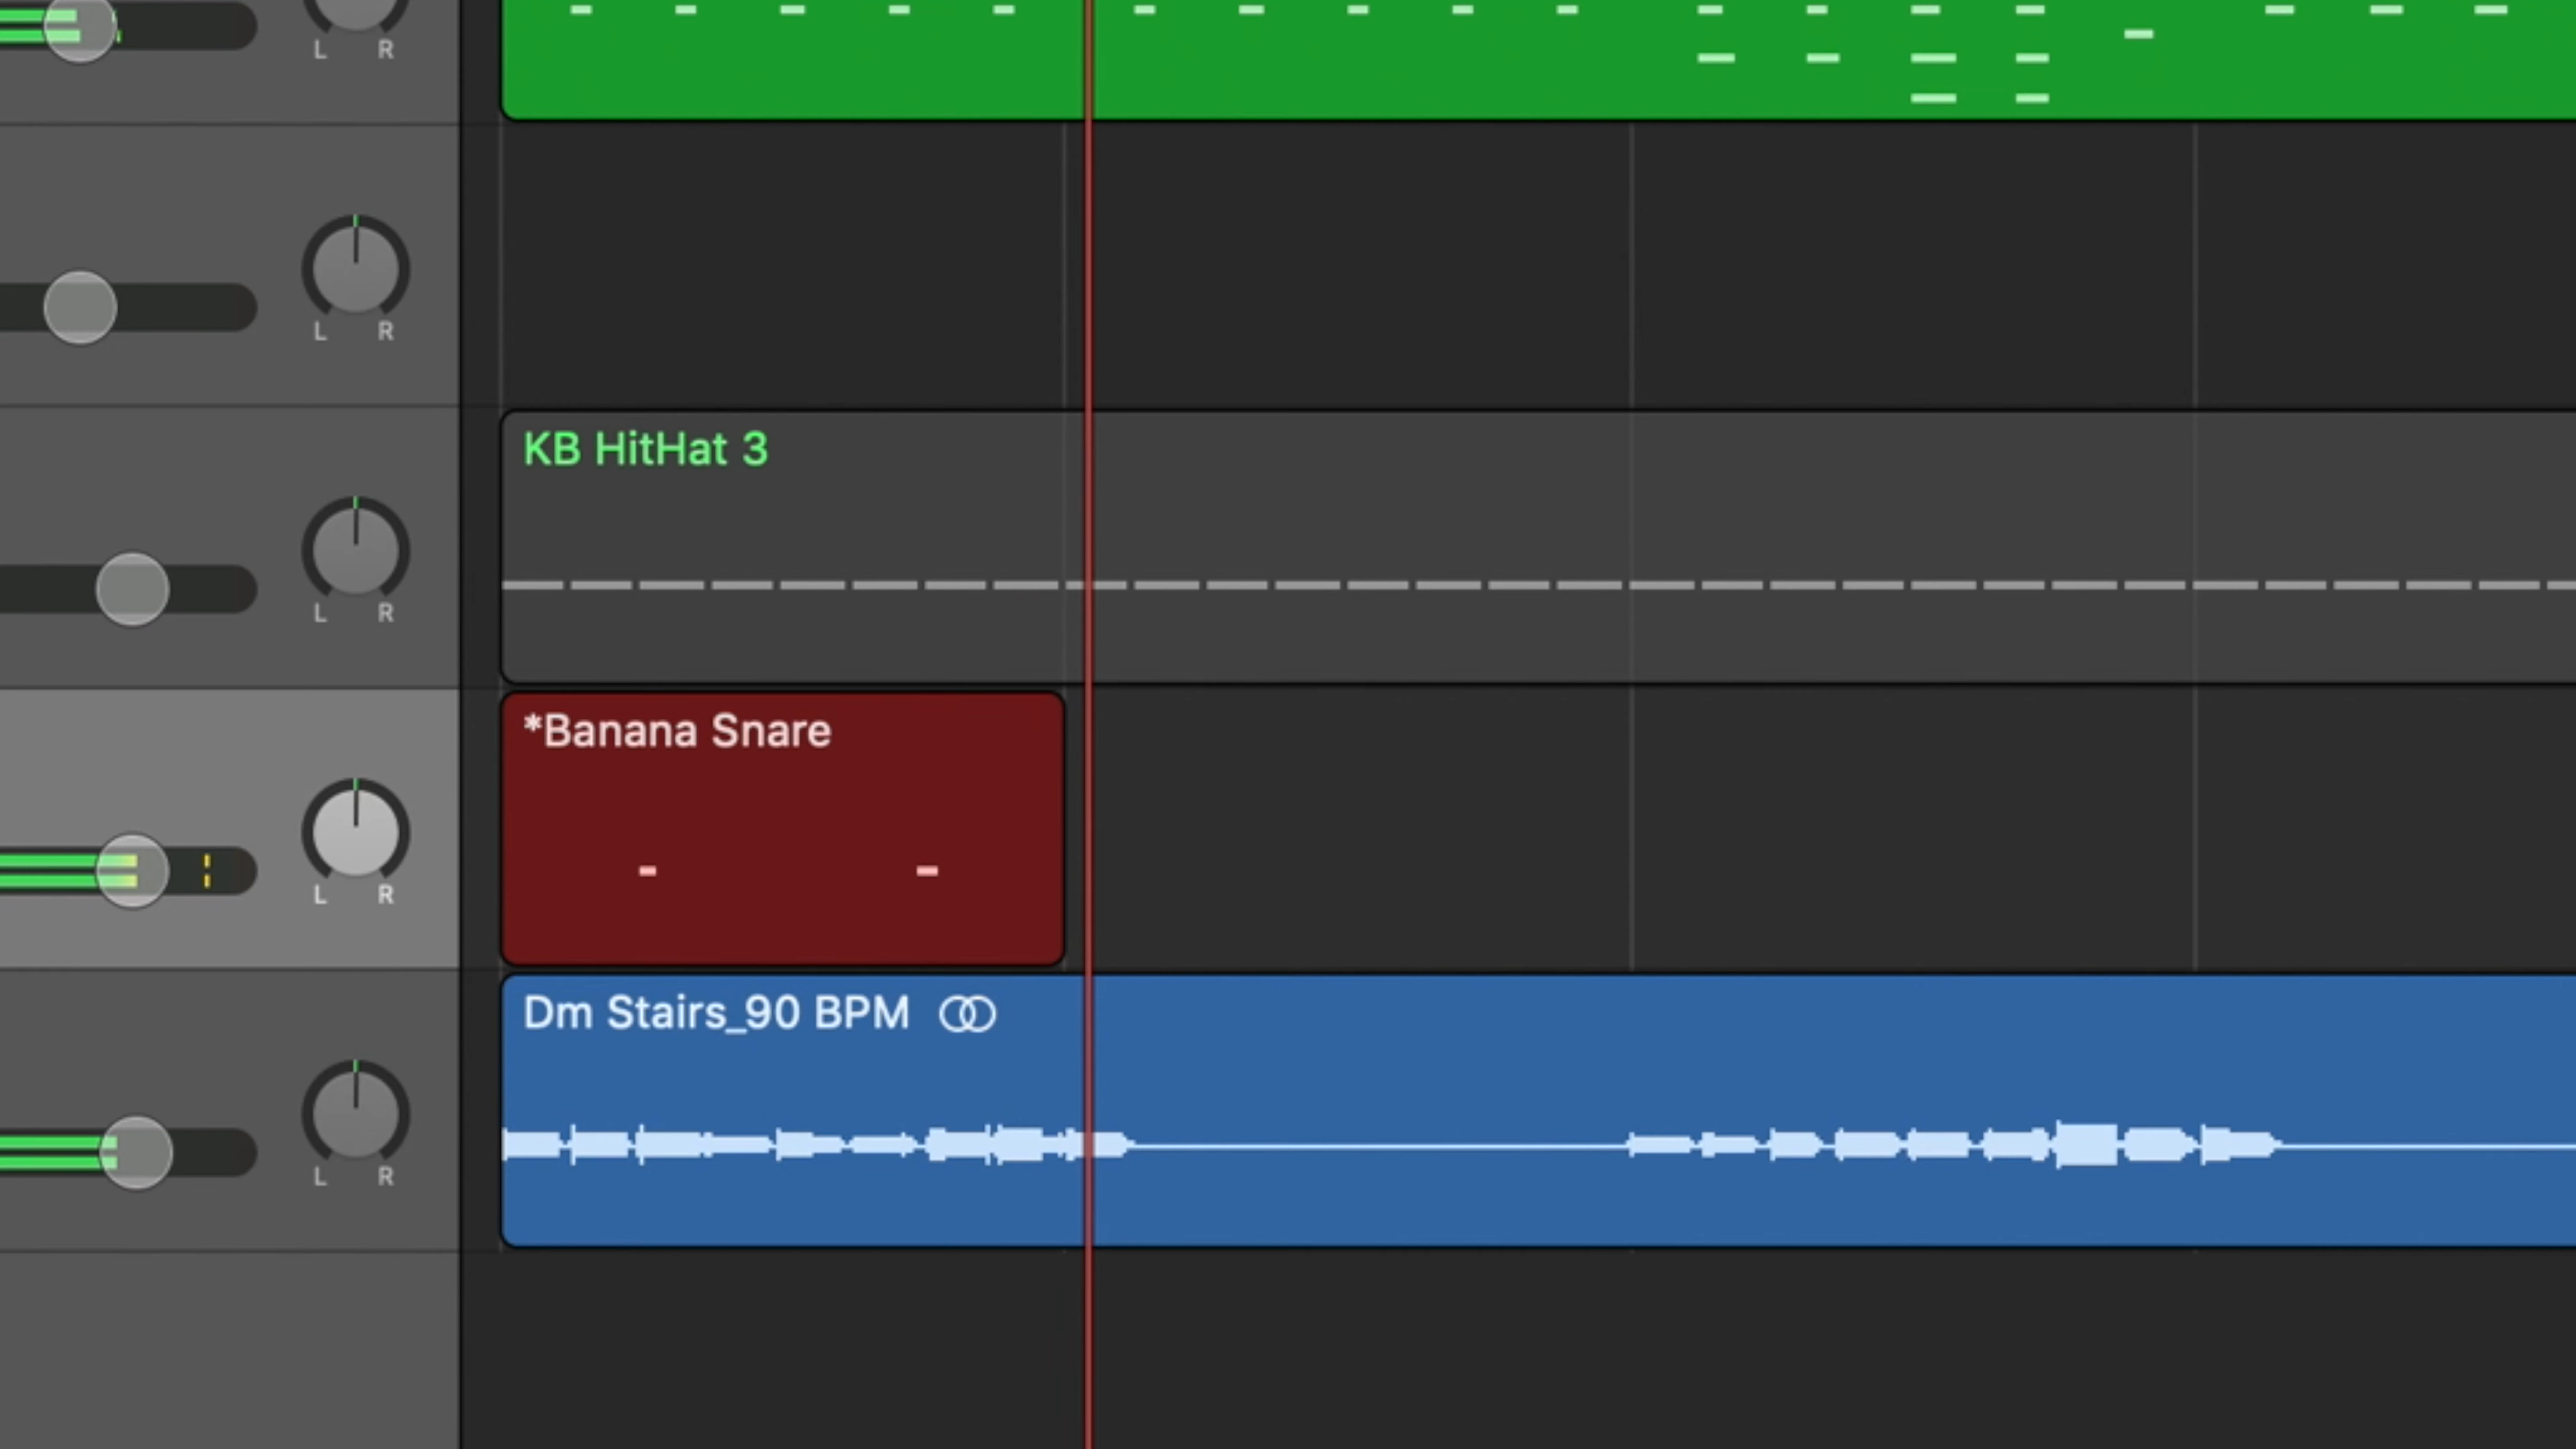 L R
L R
KB HitHat 3
L R
*Banana Snare
L R
Dm Stairs_90 BPM
L R